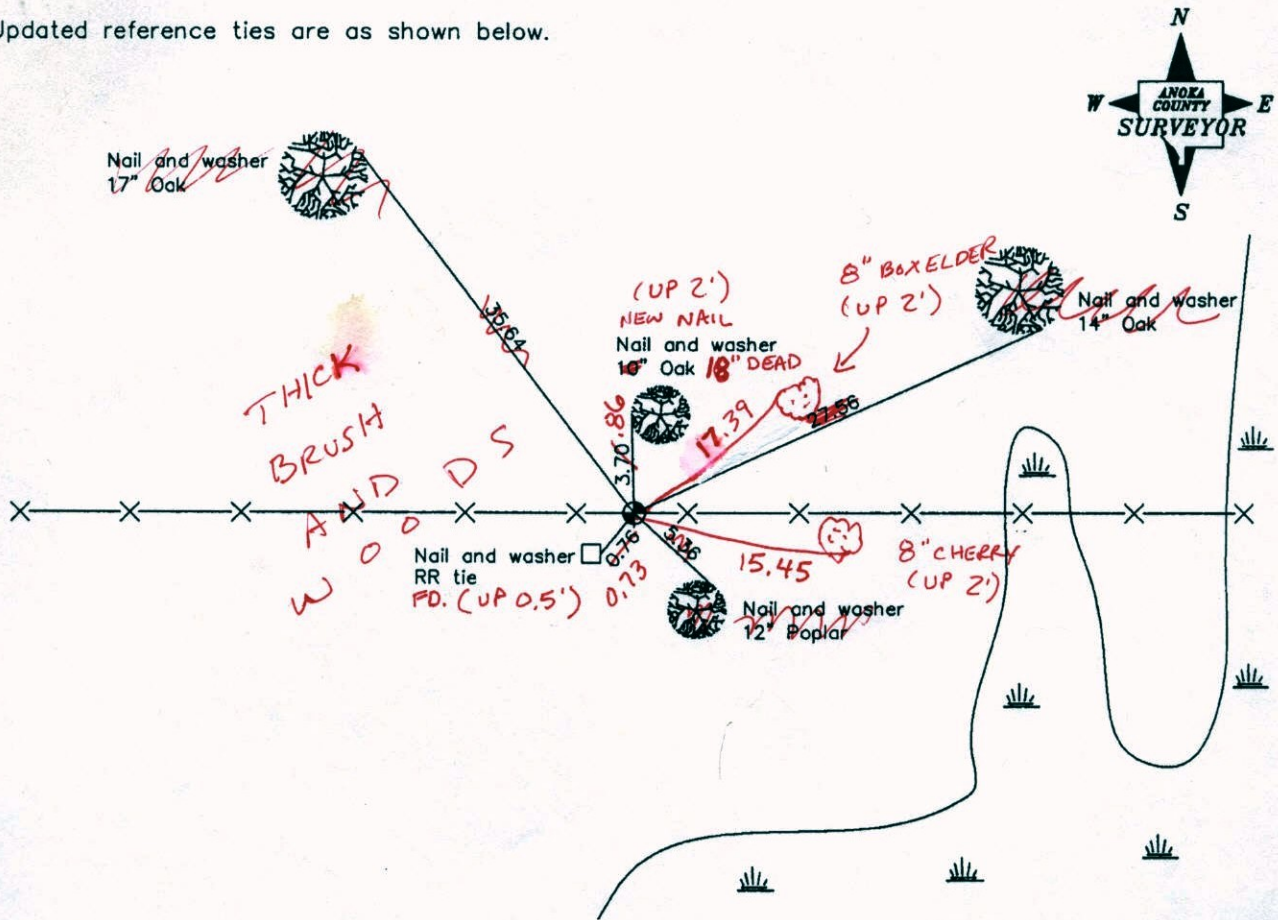 Updated reference ties are as shown below.
N
W
ANOKA
COUNTY
E
SURVEYOR
S
Nail and washer
17" Oak
35.64
(UP 2')
NEW NAIL
Nail and washer
10" Oak 18" DEAD
8" BOXELDER
(UP 2')
Nail and washer
14" Oak
3.70
.86
17.39
27.56
THICK
BRUSH
AND
WOODS
Nail and washer
RR tie
FD. (UP 0.5')
0.76
0.73
5.36
15.45
8" CHERRY
(UP 2')
Nail and washer
12" Poplar